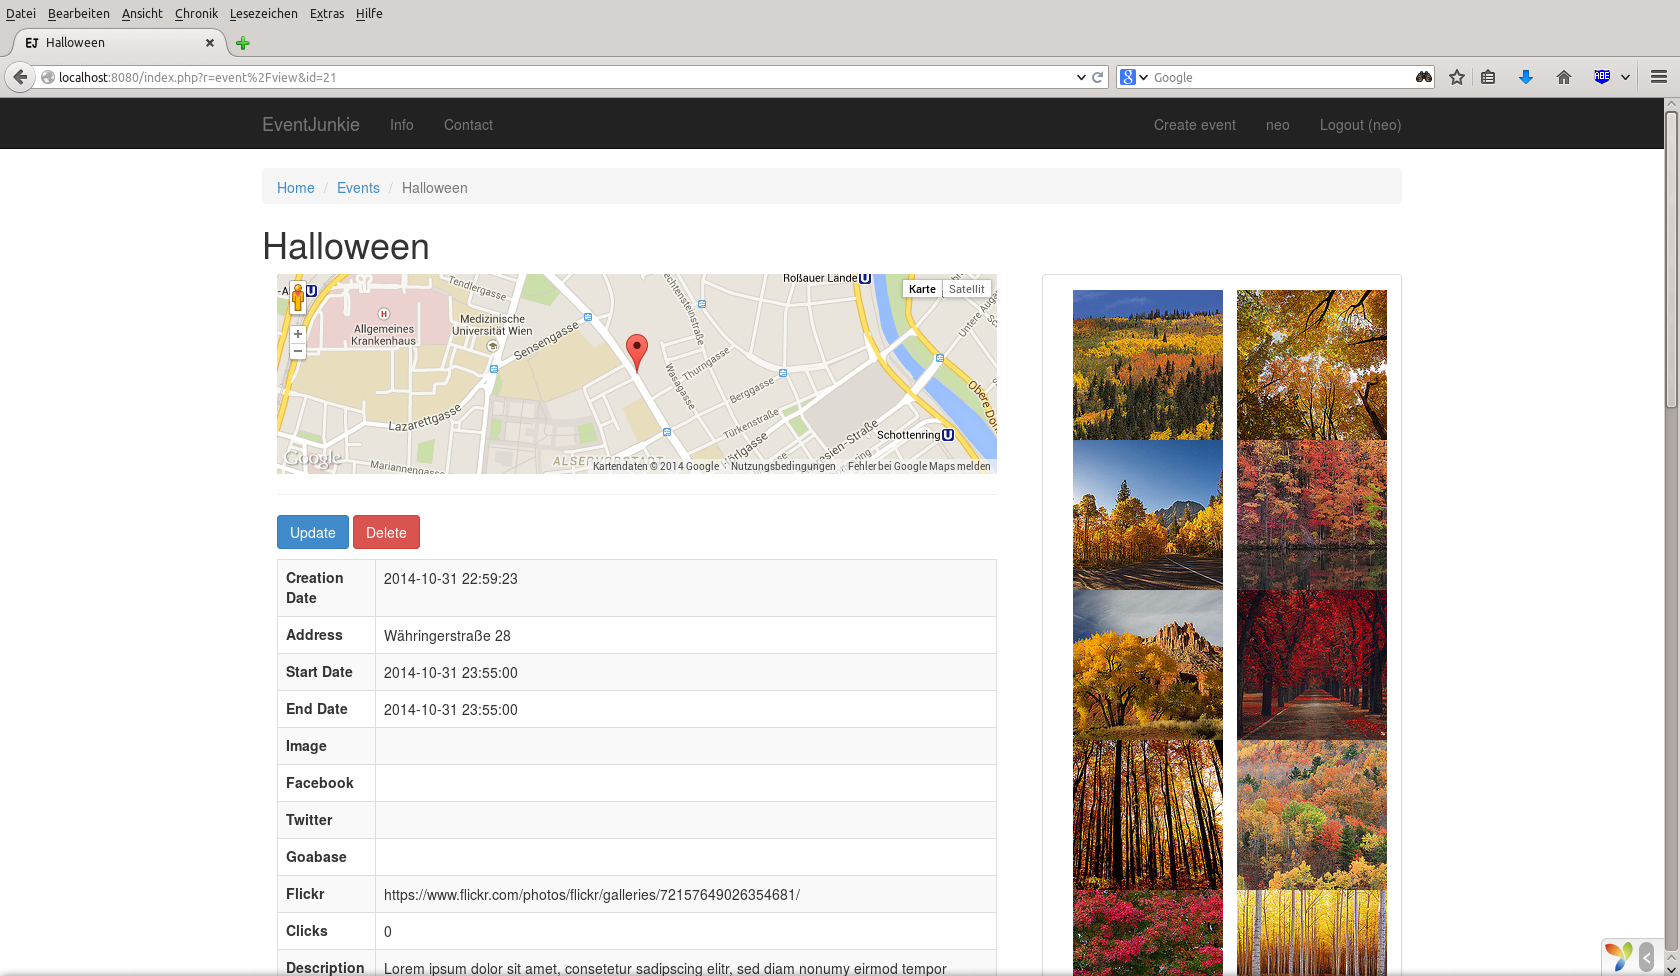 Datei Bearbeiten Ansicht Chronik Lesezeichen Extras Hilfe
EJ Halloween
localhost:8080/index.php?r=event%2Fview&id=21
8 Google
ABE
EventJunkie Info Contact Create event neo Logout (neo)
Home / Events / Halloween
Halloween
Roßauer Lände U
Karte Satellit
U
Tendlergasse
H
Allgemeines
Krankenhaus
Medizinische
Universität Wien
Sensengasse
Thurngasse
Wasagasse
Berggasse
Türkenstraße
Lazarettgasse
Schottenring U
Mariannengasse
ALSERVORSTADT
Google
Kartendaten © 2014 Google Nutzungsbedingungen Fehler bei Google Maps melden
Update Delete
Creation
Date
2014-10-31 22:59:23
Address Währingerstraße 28
Start Date 2014-10-31 23:55:00
End Date 2014-10-31 23:55:00
Image
Facebook
Twitter
Goabase
Flickr https://www.flickr.com/photos/flickr/galleries/72157649026354681/
Clicks 0
Description Lorem ipsum dolor sit amet, consetetur sadipscing elitr, sed diam nonumy eirmod tempor